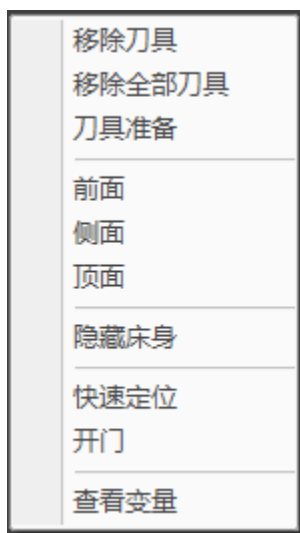 移除刀具
移除全部刀具
刀具准备
前面
侧面
顶面
隐藏床身
快速定位
开门
查看变量